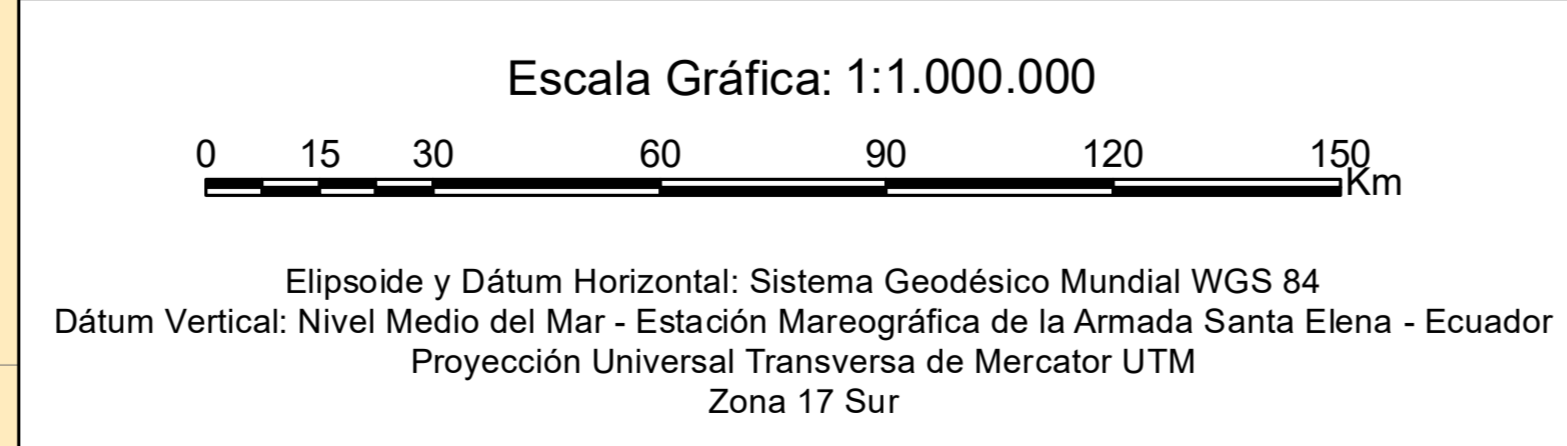 Escala Gráfica: 1:1.000.000
0 15 30 60 90 120 150
Km
Elipsoide y Dátum Horizontal: Sistema Geodésico Mundial WGS 84
Dátum Vertical: Nivel Medio del Mar - Estación Mareográfica de la Armada Santa Elena - Ecuador
Proyección Universal Transversa de Mercator UTM
Zona 17 Sur